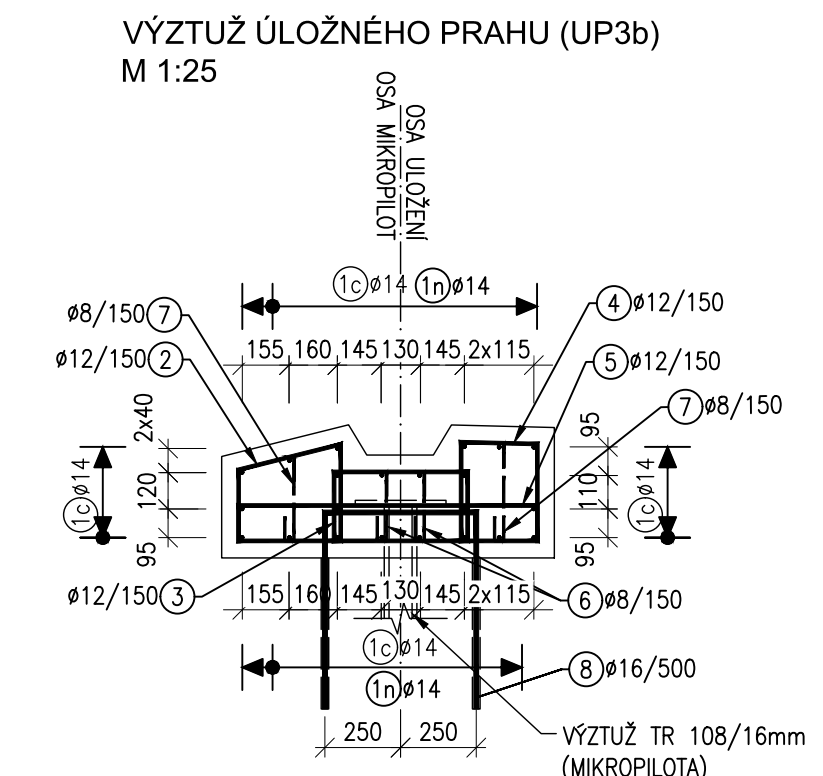 VÝZTUŽ ÚLOŽNÉHO PRAHU (UP3b)
M 1:25
OSA ULOŽENÍ
OSA MIKROPILOT
1c ø14 1n ø14
ø8/150 7
4 ø12/150
155 160 145 130 145 2x115
ø12/150 2
5 ø12/150
7 ø8/150
2x40
120
95
1c ø14
95
110
95
1c ø14
ø12/150 3
155 160 145 130 145 2x115
6 ø8/150
1c ø14
1n ø14
8 ø16/500
250 250
VÝZTUŽ TR 108/16mm
(MIKROPILOTA)